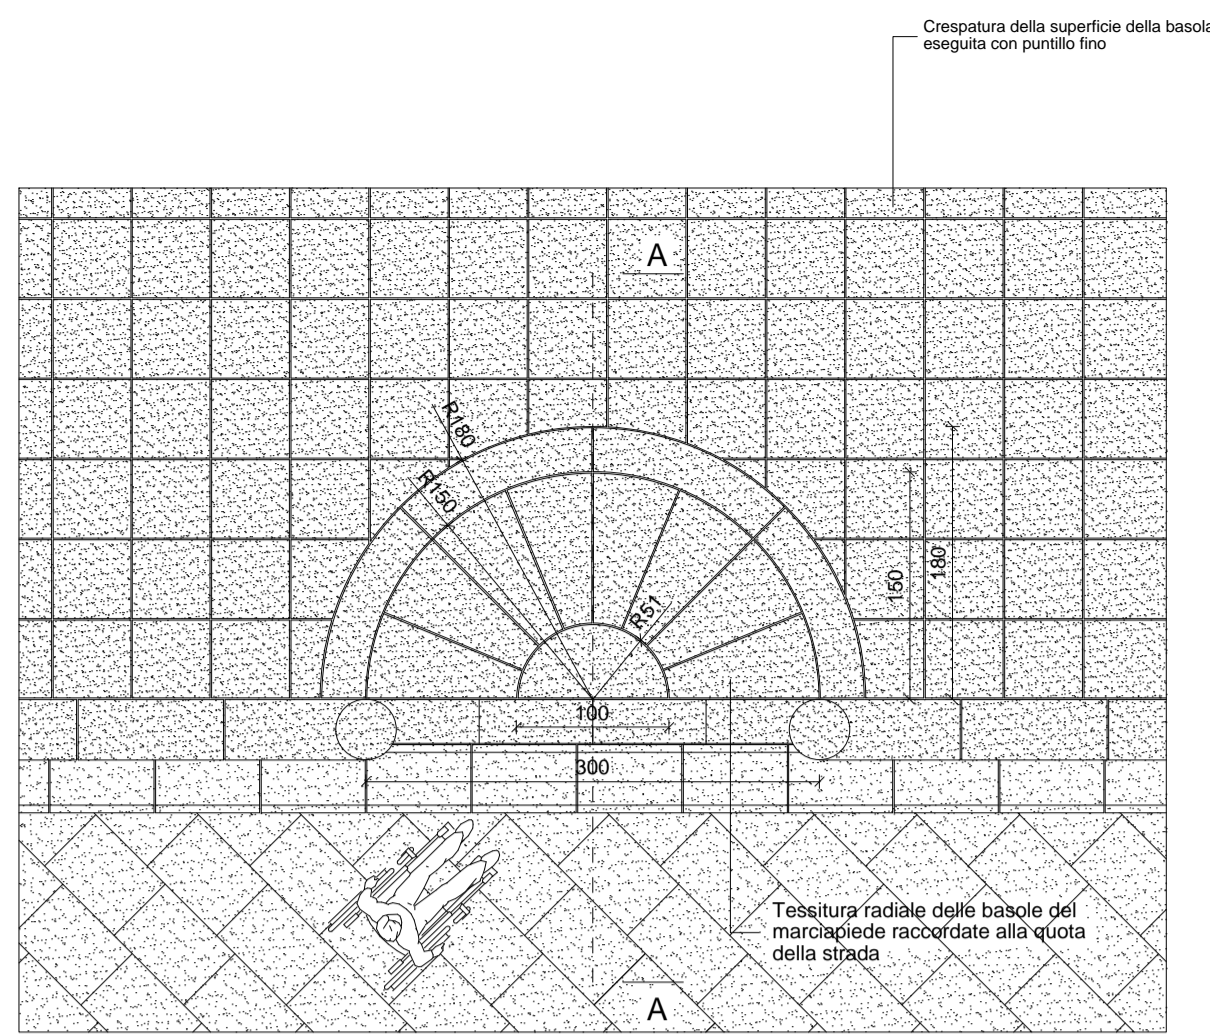 Crespatura della superficie della basola
eseguita con puntillo fino
A
R180
R150
R51
150
180
100
300
Tessitura radiale delle basole del
marciapiede raccordate alla quota
della strada
A